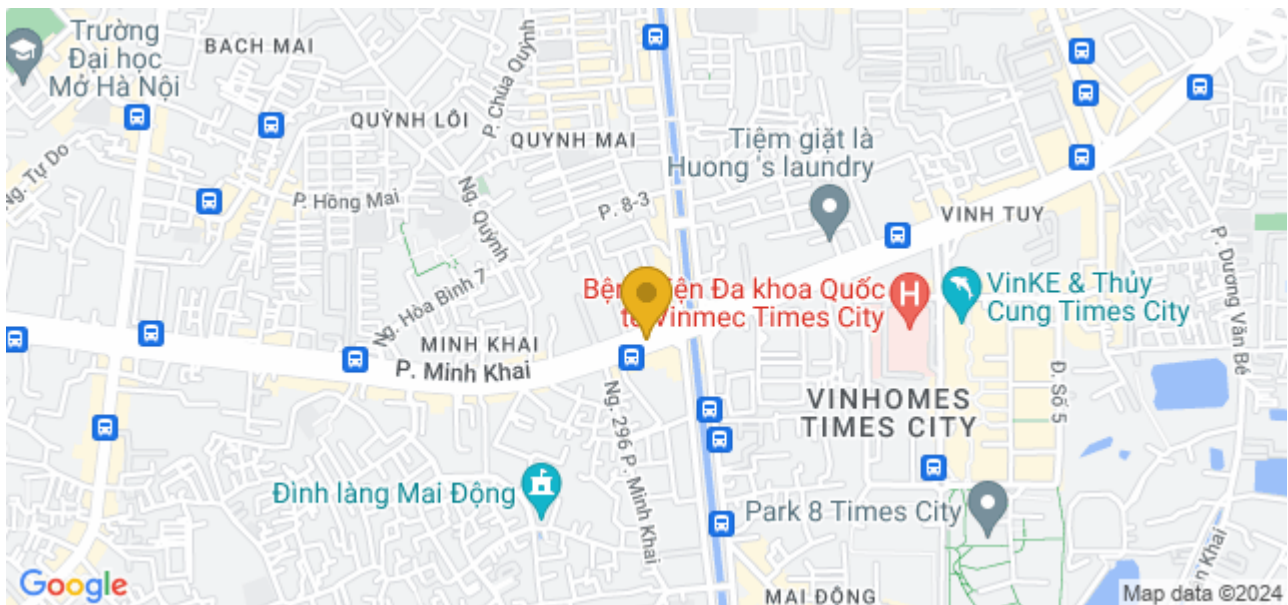 Trường
Đại học
Mở Hà Nội
BACH MAI
P. Chùa Quỳnh
QUỲNH LÔI
QUYNH MAI
Tiệm giặt là
Huong 's laundry
Ng. Tự Do
P. Hồng Mai
Ng. Quỳnh
P. 8-3
VINH TUY
P. Dương Văn Bé
Ng. Hòa Bình 7
Đa khoa Quốc
Vinmec Times City
H
VinKE & Thủy
Cung Times City
MINH KHAI
P. Minh Khai
Ng. 296 P. Minh Khai
VINHOMES
TIMES CITY
Đ. Số 5
Đình làng Mai Động
Park 8 Times City
Khai
MAI ĐÔNG
Google
Map data ©2024